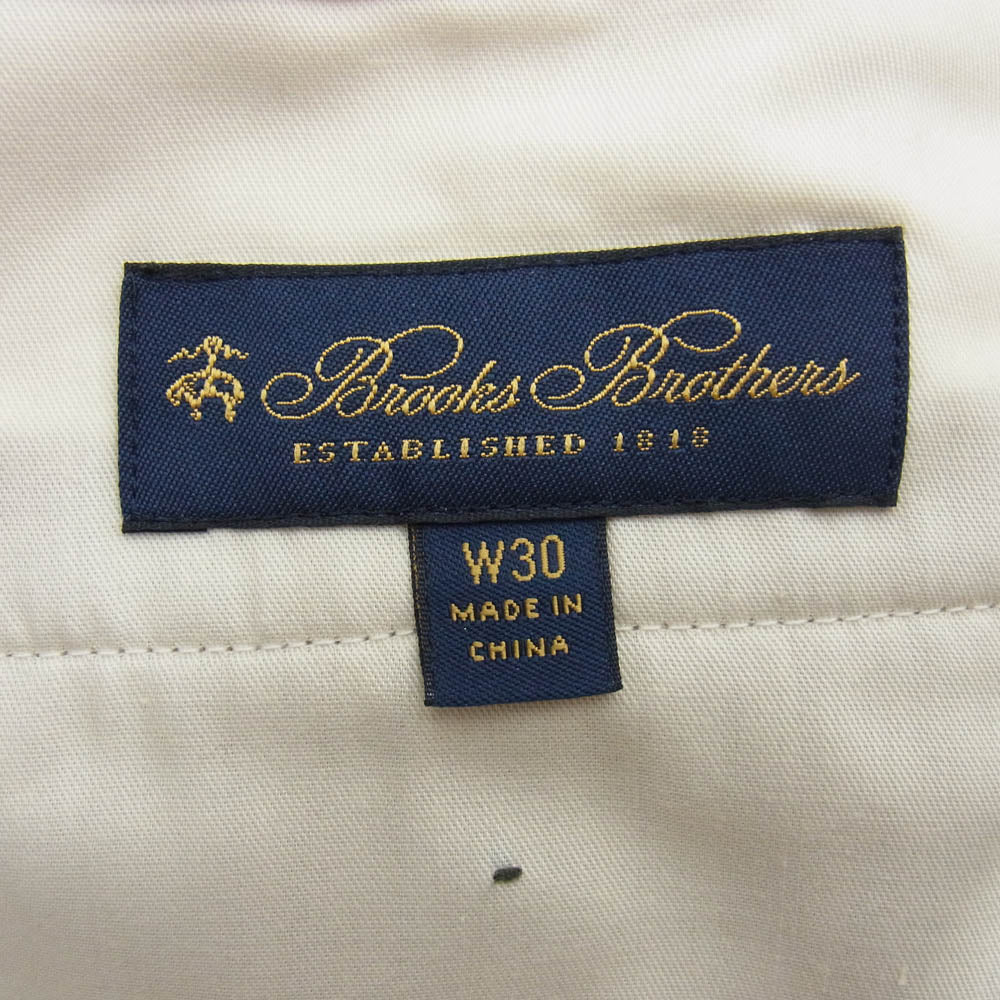 Brooks Brothers
ESTABLISHED 1818
W30
MADE IN
CHINA